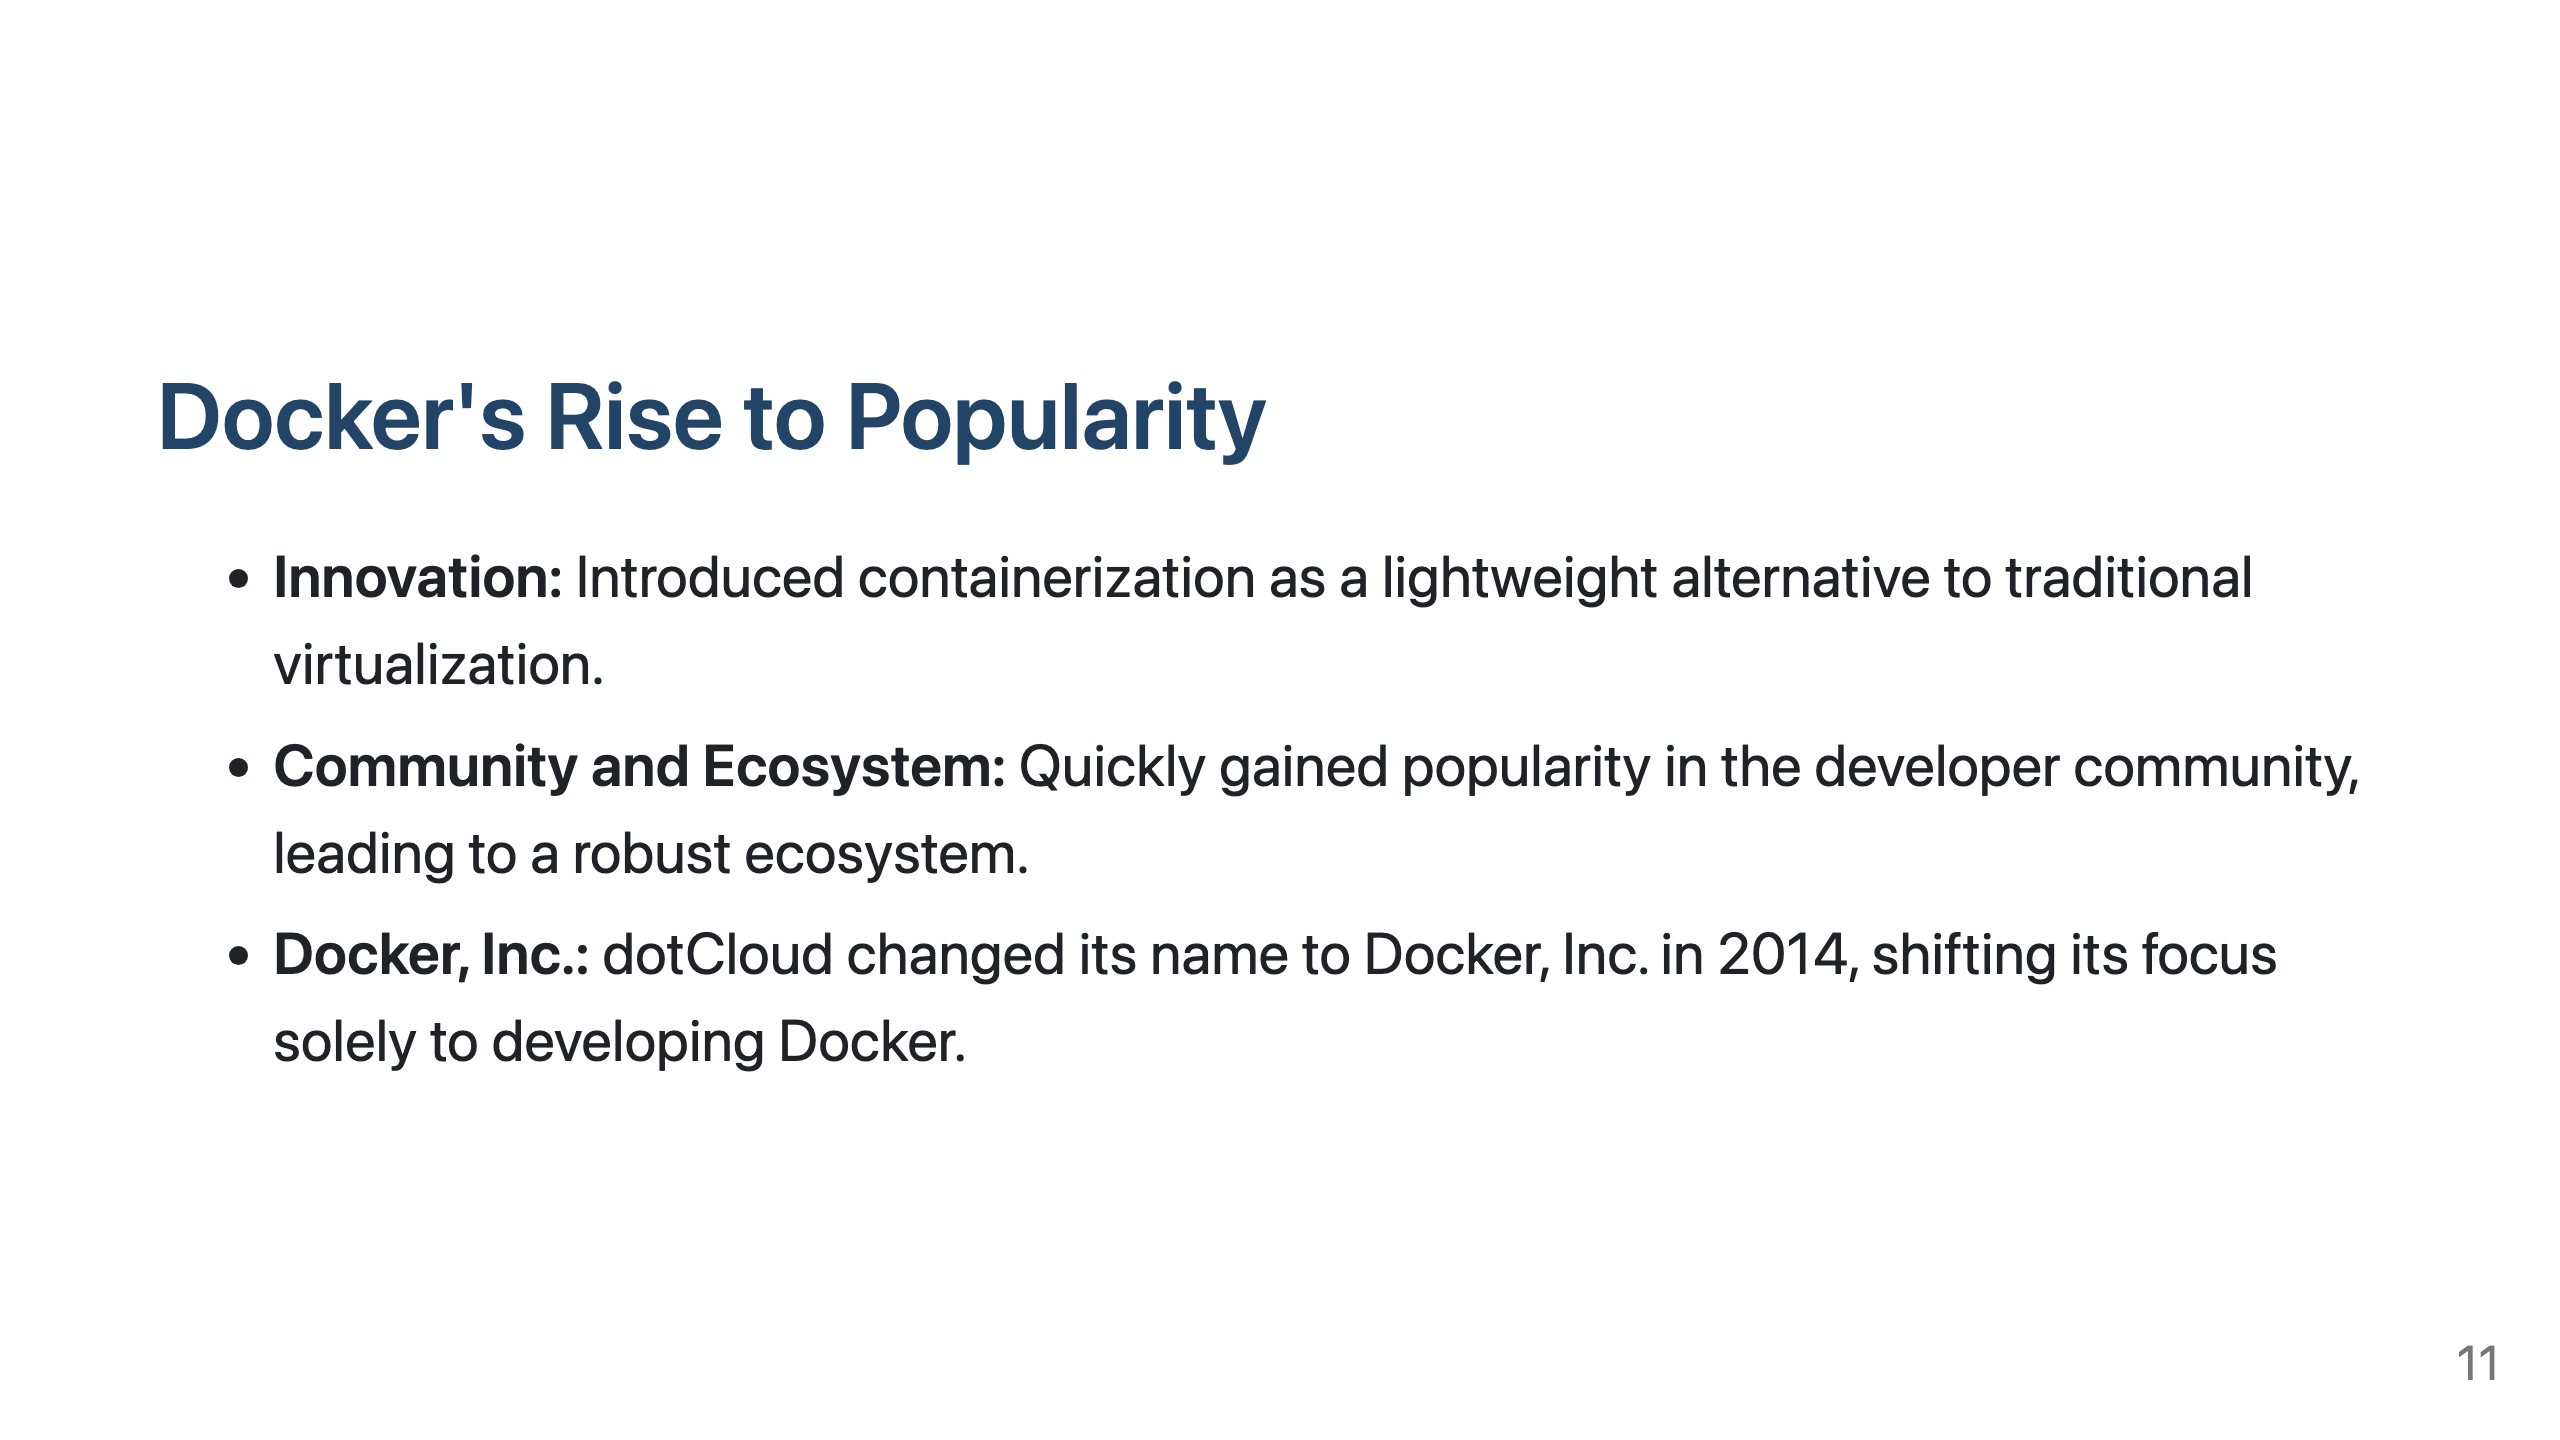 Docker's Rise to Popularity
• Innovation: Introduced containerization as a lightweight alternative to traditional
virtualization.
• Community and Ecosystem: Quickly gained popularity in the developer community,
leading to a robust ecosystem.
• Docker, Inc.: dotCloud changed its name to Docker, Inc. in 2014, shifting its focus
solely to developing Docker.
11